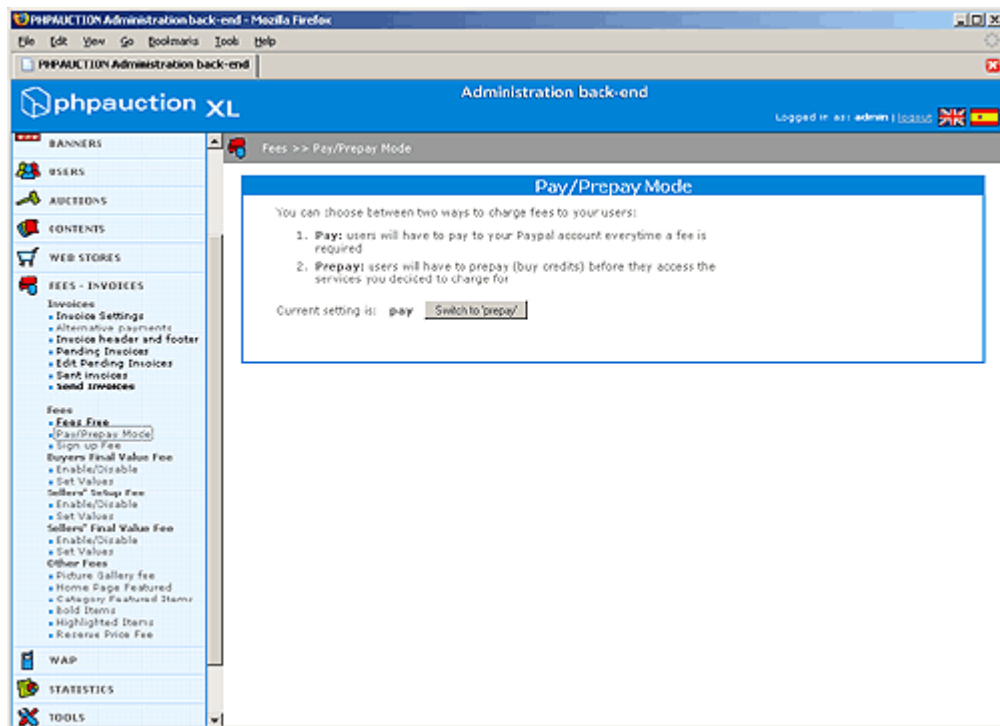 PHPAUCTION Administration back-end - Mozilla Firefox
File Edit View Go Bookmarks Tools Help
PHPAUCTION Administration back-end
phpauction XL
Administration back-end
Logged in as: admin | logout
BANNERS
USERS
AUCTIONS
CONTENTS
WEB STORES
FEES - INVOICES
Invoices
Invoice Settings
Alternative payments
Invoice header and footer
Pending Invoices
Edit Pending Invoices
Sent invoices
Send Invoices
Fees
Fees Free
Pay/Prepay Mode
Sign up Fee
Buyers Final Value Fee
Enable/Disable
Set Values
Sellers' Setup Fee
Enable/Disable
Set Values
Sellers' Final Value Fee
Enable/Disable
Set Values
Other Fees
Picture Gallery fee
Home Page Featured
Category Featured Items
Bold Items
Highlighted Items
Reserve Price Fee
WAP
STATISTICS
TOOLS
Fees >> Pay/Prepay Mode
Pay/Prepay Mode
You can choose between two ways to charge fees to your users:
1. Pay: users will have to pay to your Paypal account everytime a fee is
required
2. Prepay: users will have to prepay (buy credits) before they access the
services you decided to charge for
Current setting is: pay Switch to 'prepay'